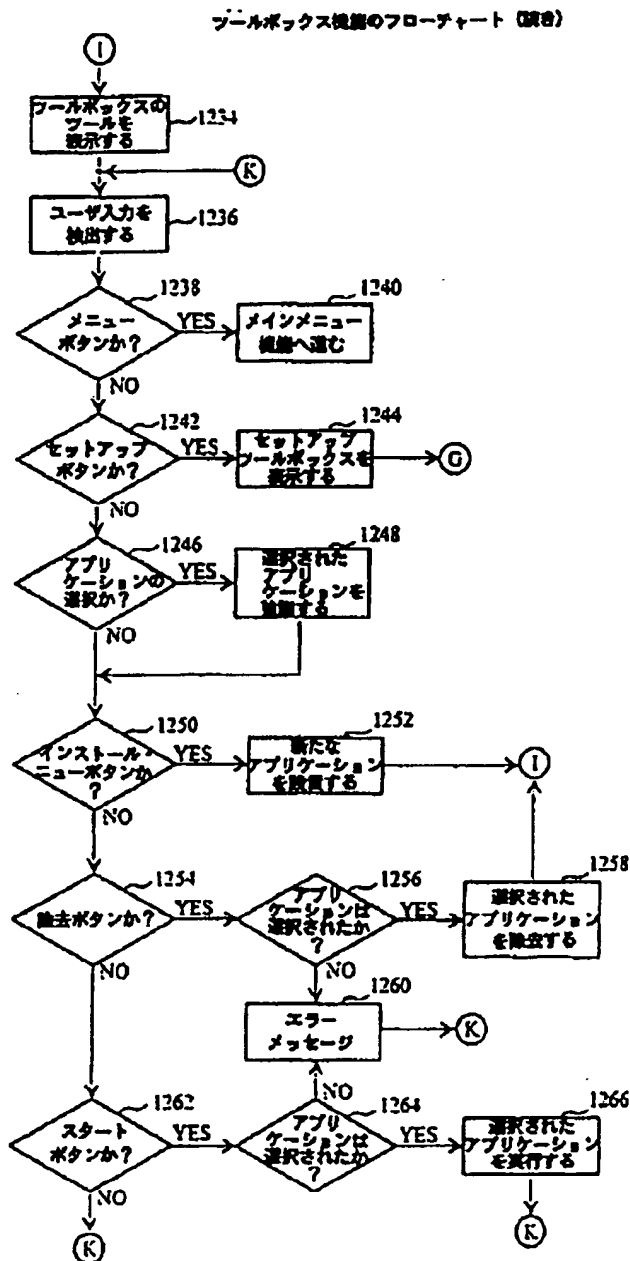 ツールボックス機能のフローチャート (続き)
I
ツールボックスの
ツールを
表示する
1234
K
ユーザ入力を
検出する
1236
メニュー
ボタンか?
1238
YES
NO
メインメニュー
機能へ進む
1240
セットアップ
ボタンか?
1242
YES
NO
セットアップ
ツールボックスを
表示する
1244
G
アプリ
ケーションの
選択か?
1246
YES
NO
選択された
アプリ
ケーションを
する
1248
インストール・
ニューボタンか
?
1250
YES
NO
新たな
アプリケーション
を設置する
1252
I
除去ボタンか?
1254
YES
NO
アプリ
ケーションは
選択されたか
?
1256
YES
NO
選択された
アプリケーション
を除去する
1258
エラー
メッセージ
1260
K
スタート
ボタンか?
1262
YES
NO
K
アプリ
ケーションは
選択されたか
?
1264
YES
NO
選択された
アプリケーション
を実行する
1266
K